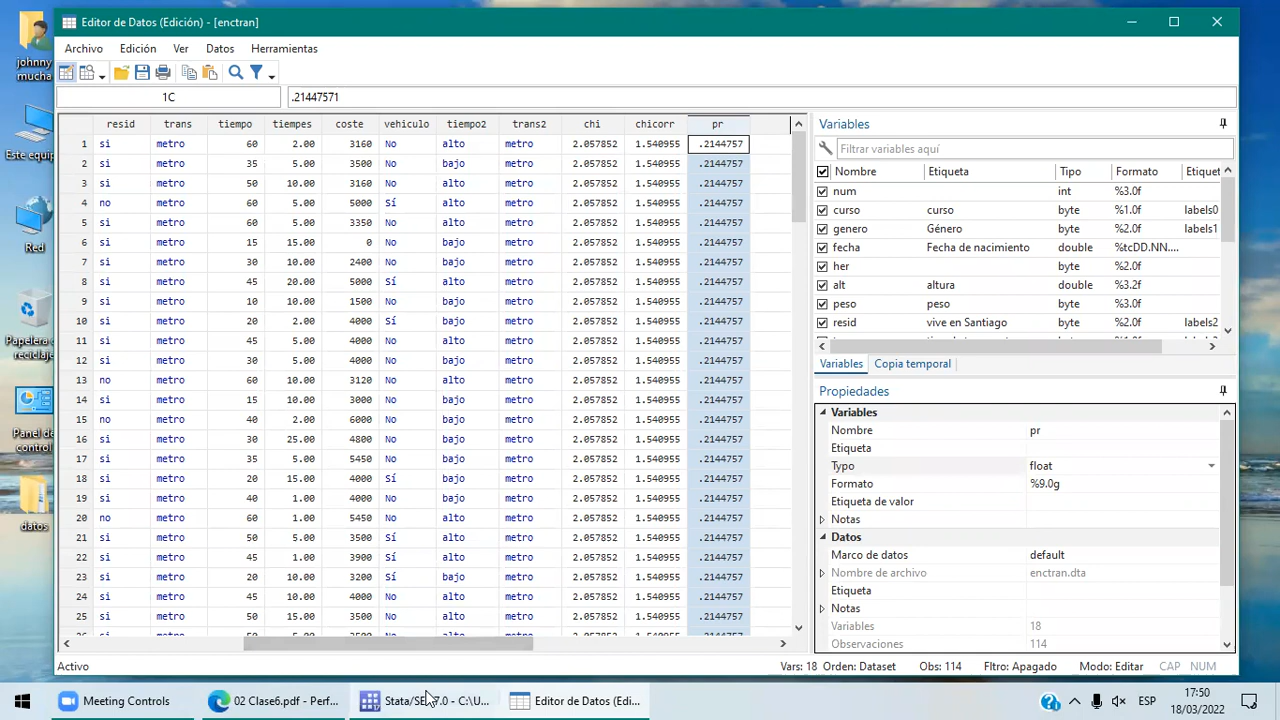 Editor de Datos (Edición) - [enctran]
Archivo Edición Ver Datos Herramientas
1C .21447571
resid trans tiempo tiempes coste vehiculo tiempo2 trans2 chi chicorr pr
1 si metro 60 2.00 3160 No alto metro 2.057852 1.540955 .2144757
2 si metro 35 5.00 3500 No bajo metro 2.057852 1.540955 .2144757
3 si metro 50 10.00 3160 No alto metro 2.057852 1.540955 .2144757
4 no metro 60 5.00 5000 Sí alto metro 2.057852 1.540955 .2144757
5 si metro 60 5.00 3350 No alto metro 2.057852 1.540955 .2144757
6 si metro 15 15.00 0 No bajo metro 2.057852 1.540955 .2144757
7 si metro 30 10.00 2400 No bajo metro 2.057852 1.540955 .2144757
8 si metro 45 20.00 5000 Sí alto metro 2.057852 1.540955 .2144757
9 si metro 10 10.00 1500 No bajo metro 2.057852 1.540955 .2144757
10 si metro 20 2.00 4000 Sí bajo metro 2.057852 1.540955 .2144757
11 si metro 45 5.00 4000 No alto metro 2.057852 1.540955 .2144757
12 si metro 30 5.00 4000 No bajo metro 2.057852 1.540955 .2144757
13 no metro 60 10.00 3120 No alto metro 2.057852 1.540955 .2144757
14 si metro 15 10.00 3000 No bajo metro 2.057852 1.540955 .2144757
15 no metro 40 2.00 6000 No bajo metro 2.057852 1.540955 .2144757
16 si metro 30 25.00 4800 No bajo metro 2.057852 1.540955 .2144757
17 si metro 35 5.00 5450 No bajo metro 2.057852 1.540955 .2144757
18 si metro 20 15.00 4000 Sí bajo metro 2.057852 1.540955 .2144757
19 si metro 40 1.00 4000 No bajo metro 2.057852 1.540955 .2144757
20 no metro 60 1.00 5450 No alto metro 2.057852 1.540955 .2144757
21 si metro 50 5.00 3500 Sí alto metro 2.057852 1.540955 .2144757
22 si metro 45 1.00 3900 Sí alto metro 2.057852 1.540955 .2144757
23 si metro 20 10.00 3200 Sí bajo metro 2.057852 1.540955 .2144757
24 si metro 45 10.00 4000 No alto metro 2.057852 1.540955 .2144757
25 si metro 50 15.00 3500 No alto metro 2.057852 1.540955 .2144757
Variables
Filtrar variables aquí
Nombre Etiqueta Tipo Formato Etiquet
num int %3.0f
curso curso byte %1.0f labels0
genero Género byte %2.0f labels1
fecha Fecha de nacimiento double %tcDD.NN....
her byte %2.0f
alt altura double %3.2f
peso peso byte %3.0f
resid vive en Santiago byte %2.0f labels2
Variables Copia temporal
Propiedades
Variables
Nombre pr
Etiqueta
Typo float
Formato %9.0g
Etiqueta de valor
Notas
Datos
Marco de datos default
Nombre de archivo enctran.dta
Etiqueta
Notas
Variables 18
Observaciones 114
Activo Vars: 18 Orden: Dataset Obs: 114 Fltro: Apagado Modo: Editar CAP NUM
johnny
mucha
Este equip
Red
Papelera
reciclaje
Panel de
control
datos
Meeting Controls 02 Clase6.pdf - Perf... Stata/SE 7.0 - C:\U... Editor de Datos (Edi... ESP 17:50
18/03/2022